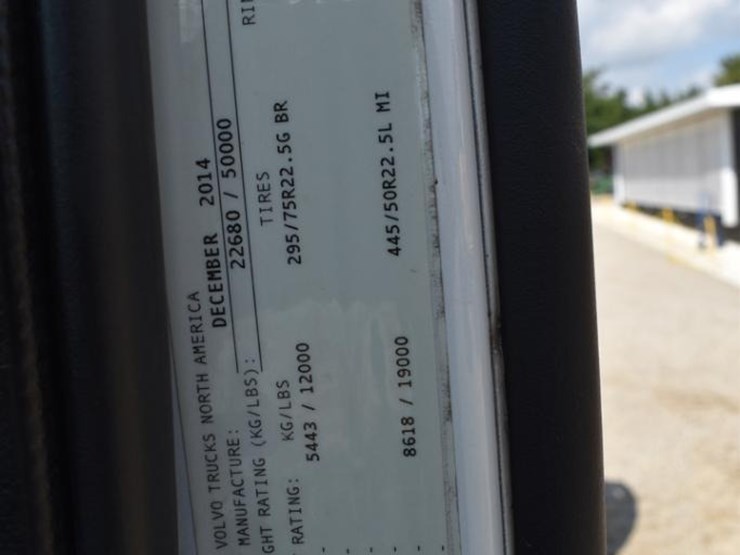 VOLVO TRUCKS NORTH AMERICA
MANUFACTURE: DECEMBER 2014
GHT RATING (KG/LBS): 22680 / 50000
RATING: KG/LBS TIRES RI
5443 / 12000 295/75R22.5G BR
8618 / 19000 445/50R22.5L MI